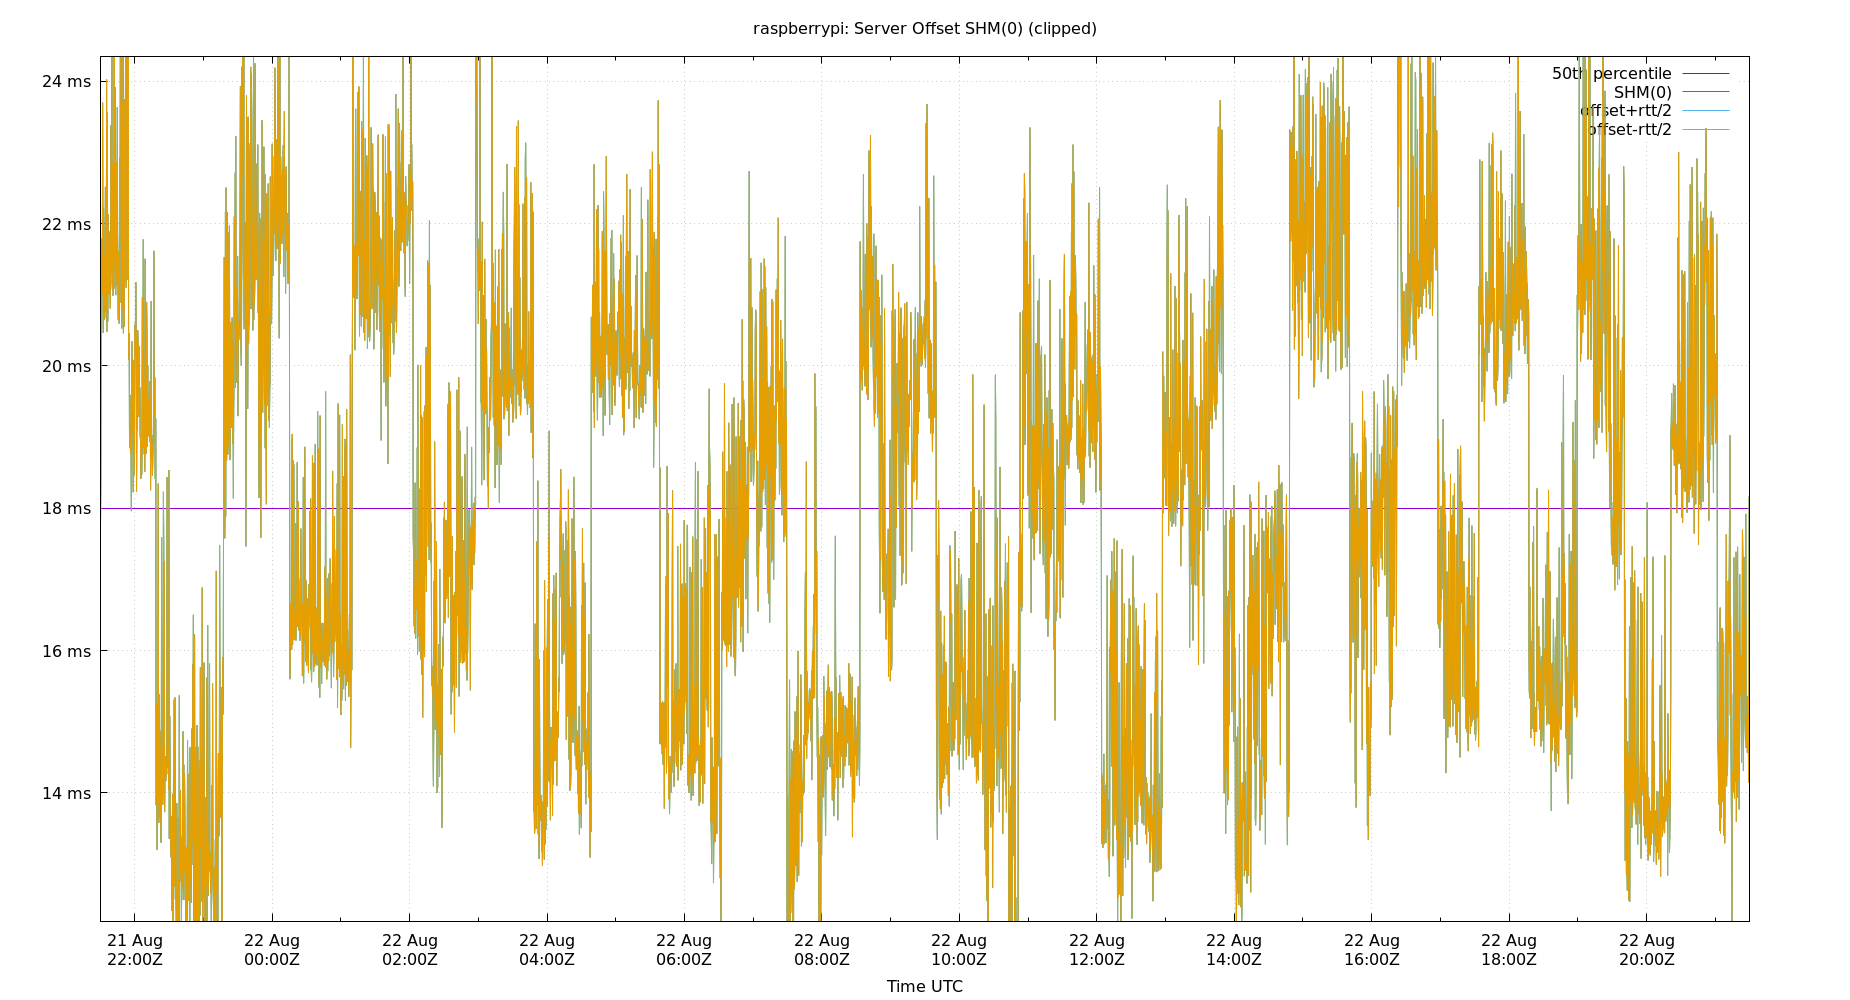 raspberrypi: Server Offset SHM(0) (clipped)
50th percentile
SHM(0)
offset+rtt/2
offset-rtt/2
24 ms
22 ms
20 ms
18 ms
16 ms
14 ms
21 Aug 22 Aug 22 Aug 22 Aug 22 Aug 22 Aug 22 Aug 22 Aug 22 Aug 22 Aug 22 Aug 22 Aug
22:00Z 00:00Z 02:00Z 04:00Z 06:00Z 08:00Z 10:00Z 12:00Z 14:00Z 16:00Z 18:00Z 20:00Z
Time UTC